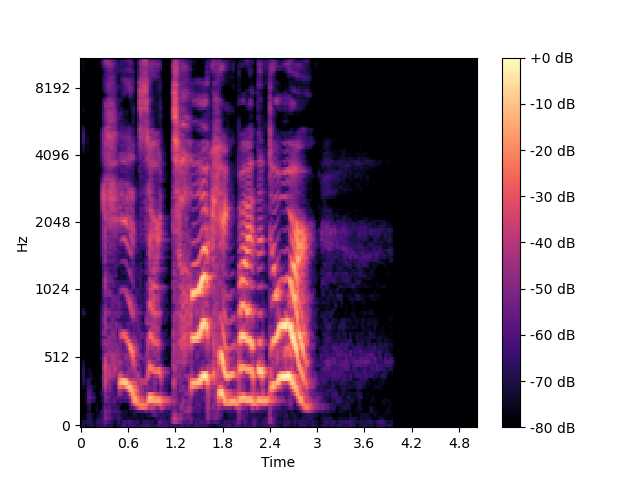 +0 dB
8192
-10 dB
4096
-20 dB
-30 dB
2048
Hz
-40 dB
1024
-50 dB
-60 dB
512
-70 dB
0
-80 dB
0 0.6 1.2 1.8 2.4 3 3.6 4.2 4.8
Time